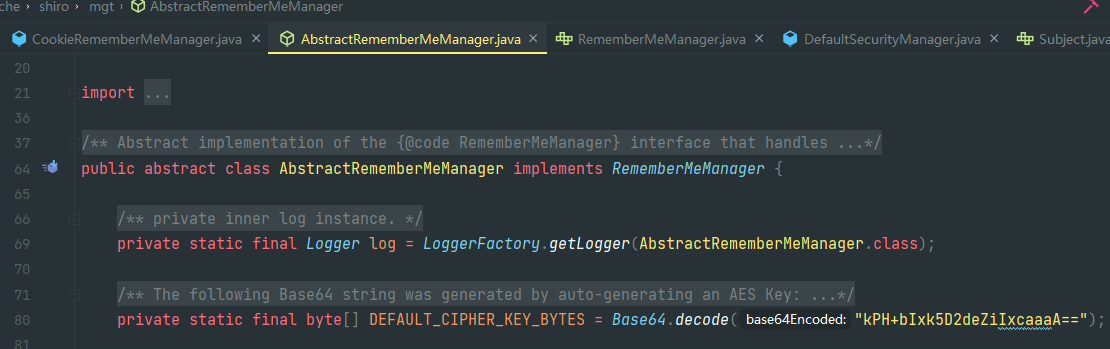 che › shiro › mgt › AbstractRememberMeManager
CookieRememberMeManager.java × AbstractRememberMeManager.java × RememberMeManager.java × DefaultSecurityManager.java × Subject.java
20
21 import ...
36
37 /** Abstract implementation of the {@code RememberMeManager} interface that handles ...*/
64 public abstract class AbstractRememberMeManager implements RememberMeManager {
65
66 /** private inner log instance. */
69 private static final Logger log = LoggerFactory.getLogger(AbstractRememberMeManager.class);
70
71 /** The following Base64 string was generated by auto-generating an AES Key: ...*/
80 private static final byte[] DEFAULT_CIPHER_KEY_BYTES = Base64.decode( base64Encoded: "kPH+bIxk5D2deZiIxcaaaA==");
81